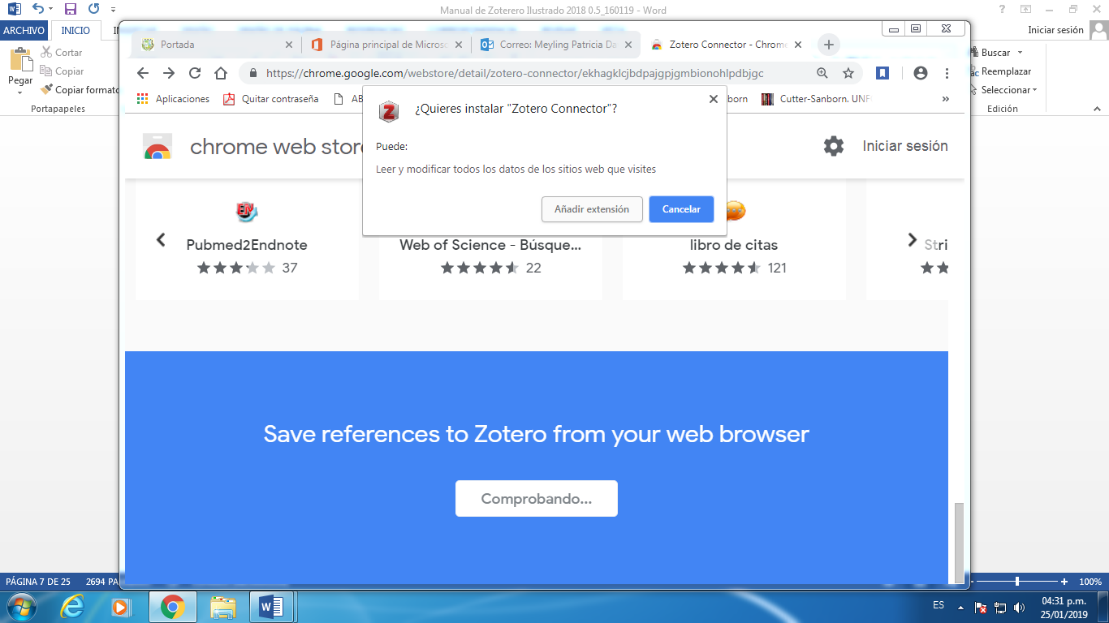 Manual de Zoterero Ilustrado 2018 0.5_160119 - Word
ARCHIVO
INICIO
Iniciar sesión
Pegar
Cortar
Copiar
Copiar formato
Portapapeles
Buscar
Reemplazar
Seleccionar
Edición
Portada
Página principal de Micros
Correo: Meyling Patricia Da
Zotero Connector - Chrom
https://chrome.google.com/webstore/detail/zotero-connector/ekhagklcjbdpajgpjgmbionohlpdbjgc
Aplicaciones
Quitar contraseña
AB
born
Cutter-Sanborn. UNF
»
chrome web stor
Iniciar sesión
¿Quieres instalar "Zotero Connector"?
Puede:
Leer y modificar todos los datos de los sitios web que visites
Añadir extensión
Cancelar
Pubmed2Endnote
37
Web of Science - Búsque...
22
libro de citas
121
Stri
Save references to Zotero from your web browser
Comprobando...
PÁGINA 7 DE 25
2694 PA
100%
ES
04:31 p.m.
25/01/2019